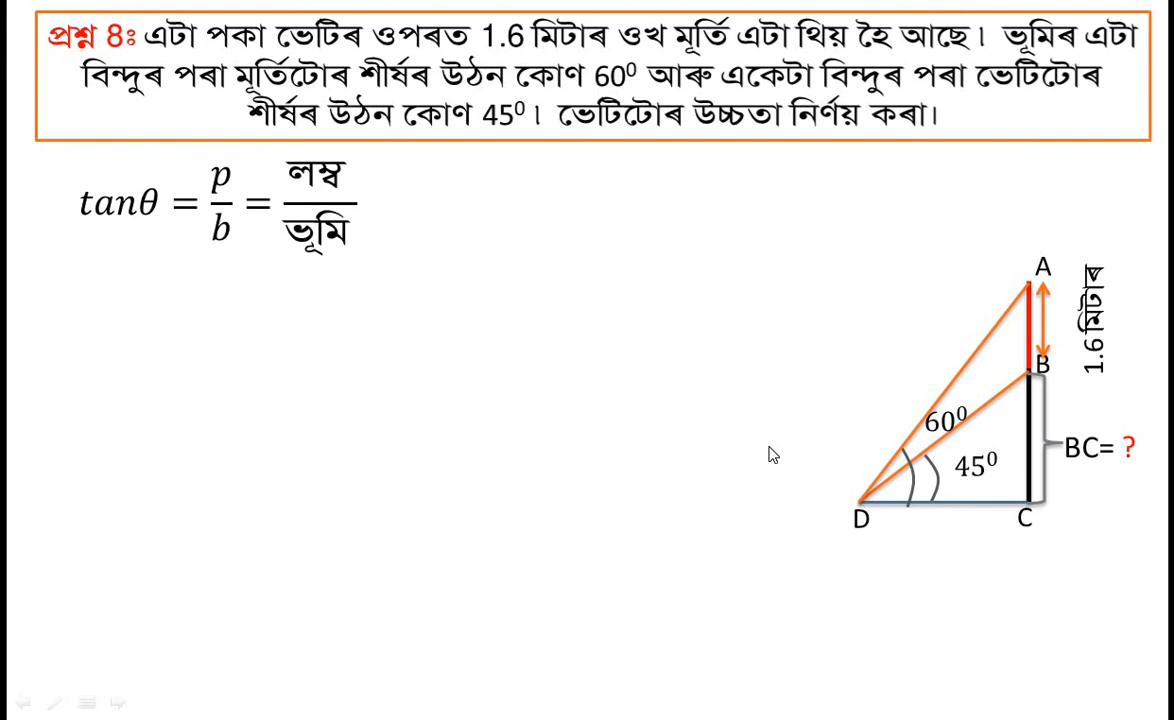 প্ৰশ্ন 8ঃ এটা পকা ভেটিৰ ওপৰত 1.6 মিটাৰ ওখ মূৰ্তি এটা থিয় হৈ আছে। ভূমিৰ এটা
বিন্দুৰ পৰা মূৰ্তিটোৰ শীৰ্ষৰ উঠন কোণ 60⁰ আৰু একেটা বিন্দুৰ পৰা ভেটিটোৰ
শীৰ্ষৰ উঠন কোণ 45⁰। ভেটিটোৰ উচ্চতা নিৰ্ণয় কৰা।
tanθ = p/b = লম্ব/ভূমি
A
1.6 মিটাৰ
B
60⁰
45⁰
BC= ?
D
C